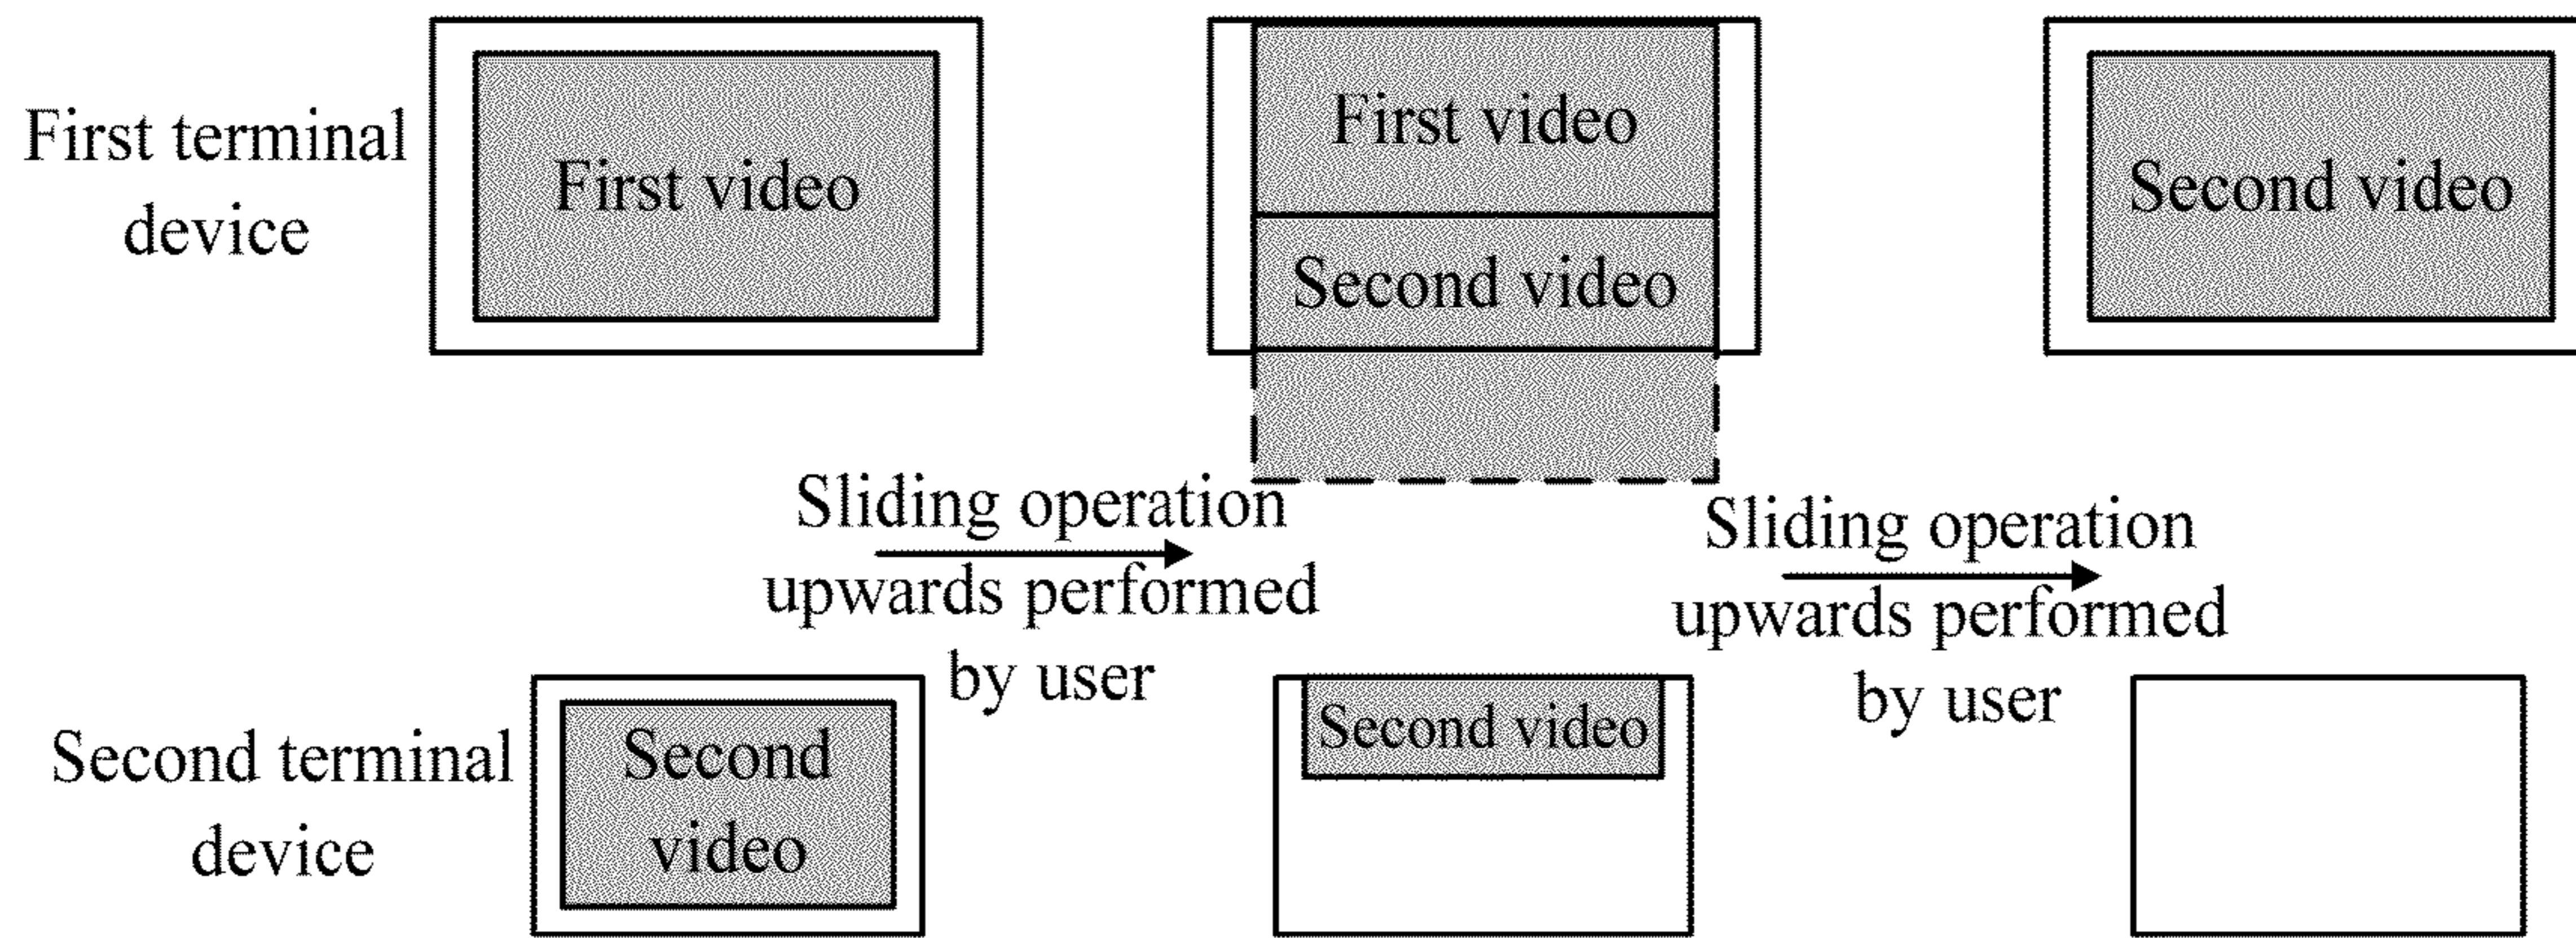 First terminal
device
First video
First video
Second video
Second video
Sliding operation
upwards performed
by user
Sliding operation
upwards performed
by user
Second terminal
device
Second
video
Second video